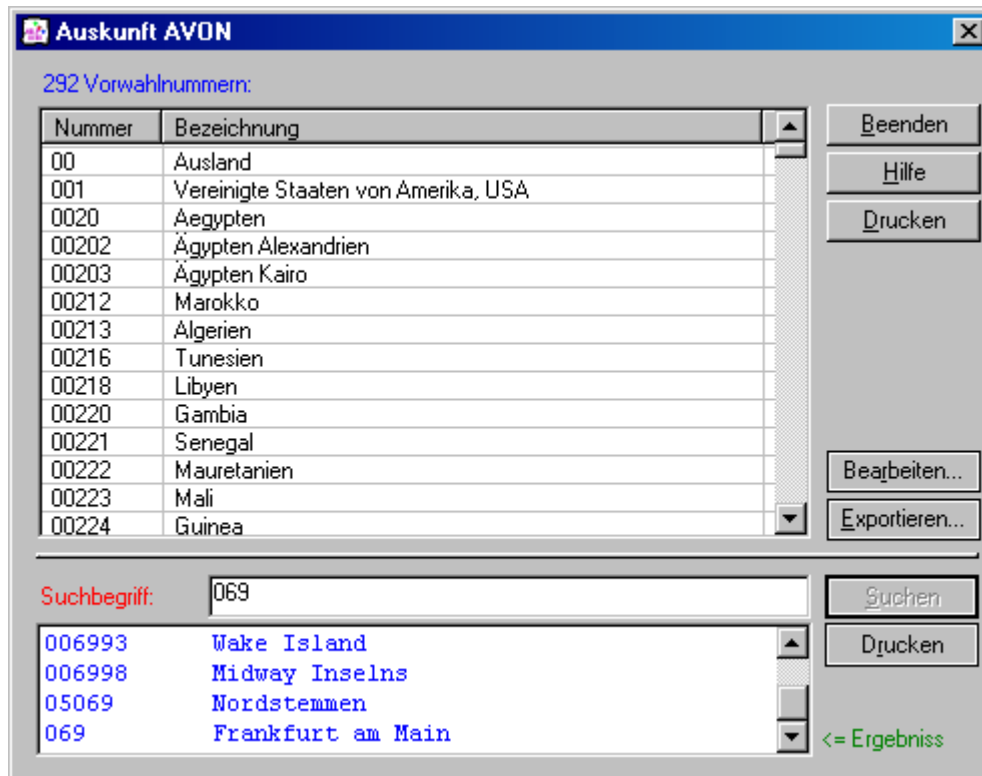 Auskunft AVON
292 Vorwahlnummern:
Nummer Bezeichnung
00 Ausland
001 Vereinigte Staaten von Amerika, USA
0020 Aegypten
00202 Ägypten Alexandrien
00203 Ägypten Kairo
00212 Marokko
00213 Algerien
00216 Tunesien
00218 Libyen
00220 Gambia
00221 Senegal
00222 Mauretanien
00223 Mali
00224 Guinea
Beenden
Hilfe
Drucken
Bearbeiten...
Exportieren...
Suchbegriff: 069
Suchen
006993 Wake Island
006998 Midway Inselns
05069 Nordstemmen
069 Frankfurt am Main
Drucken
<= Ergebniss